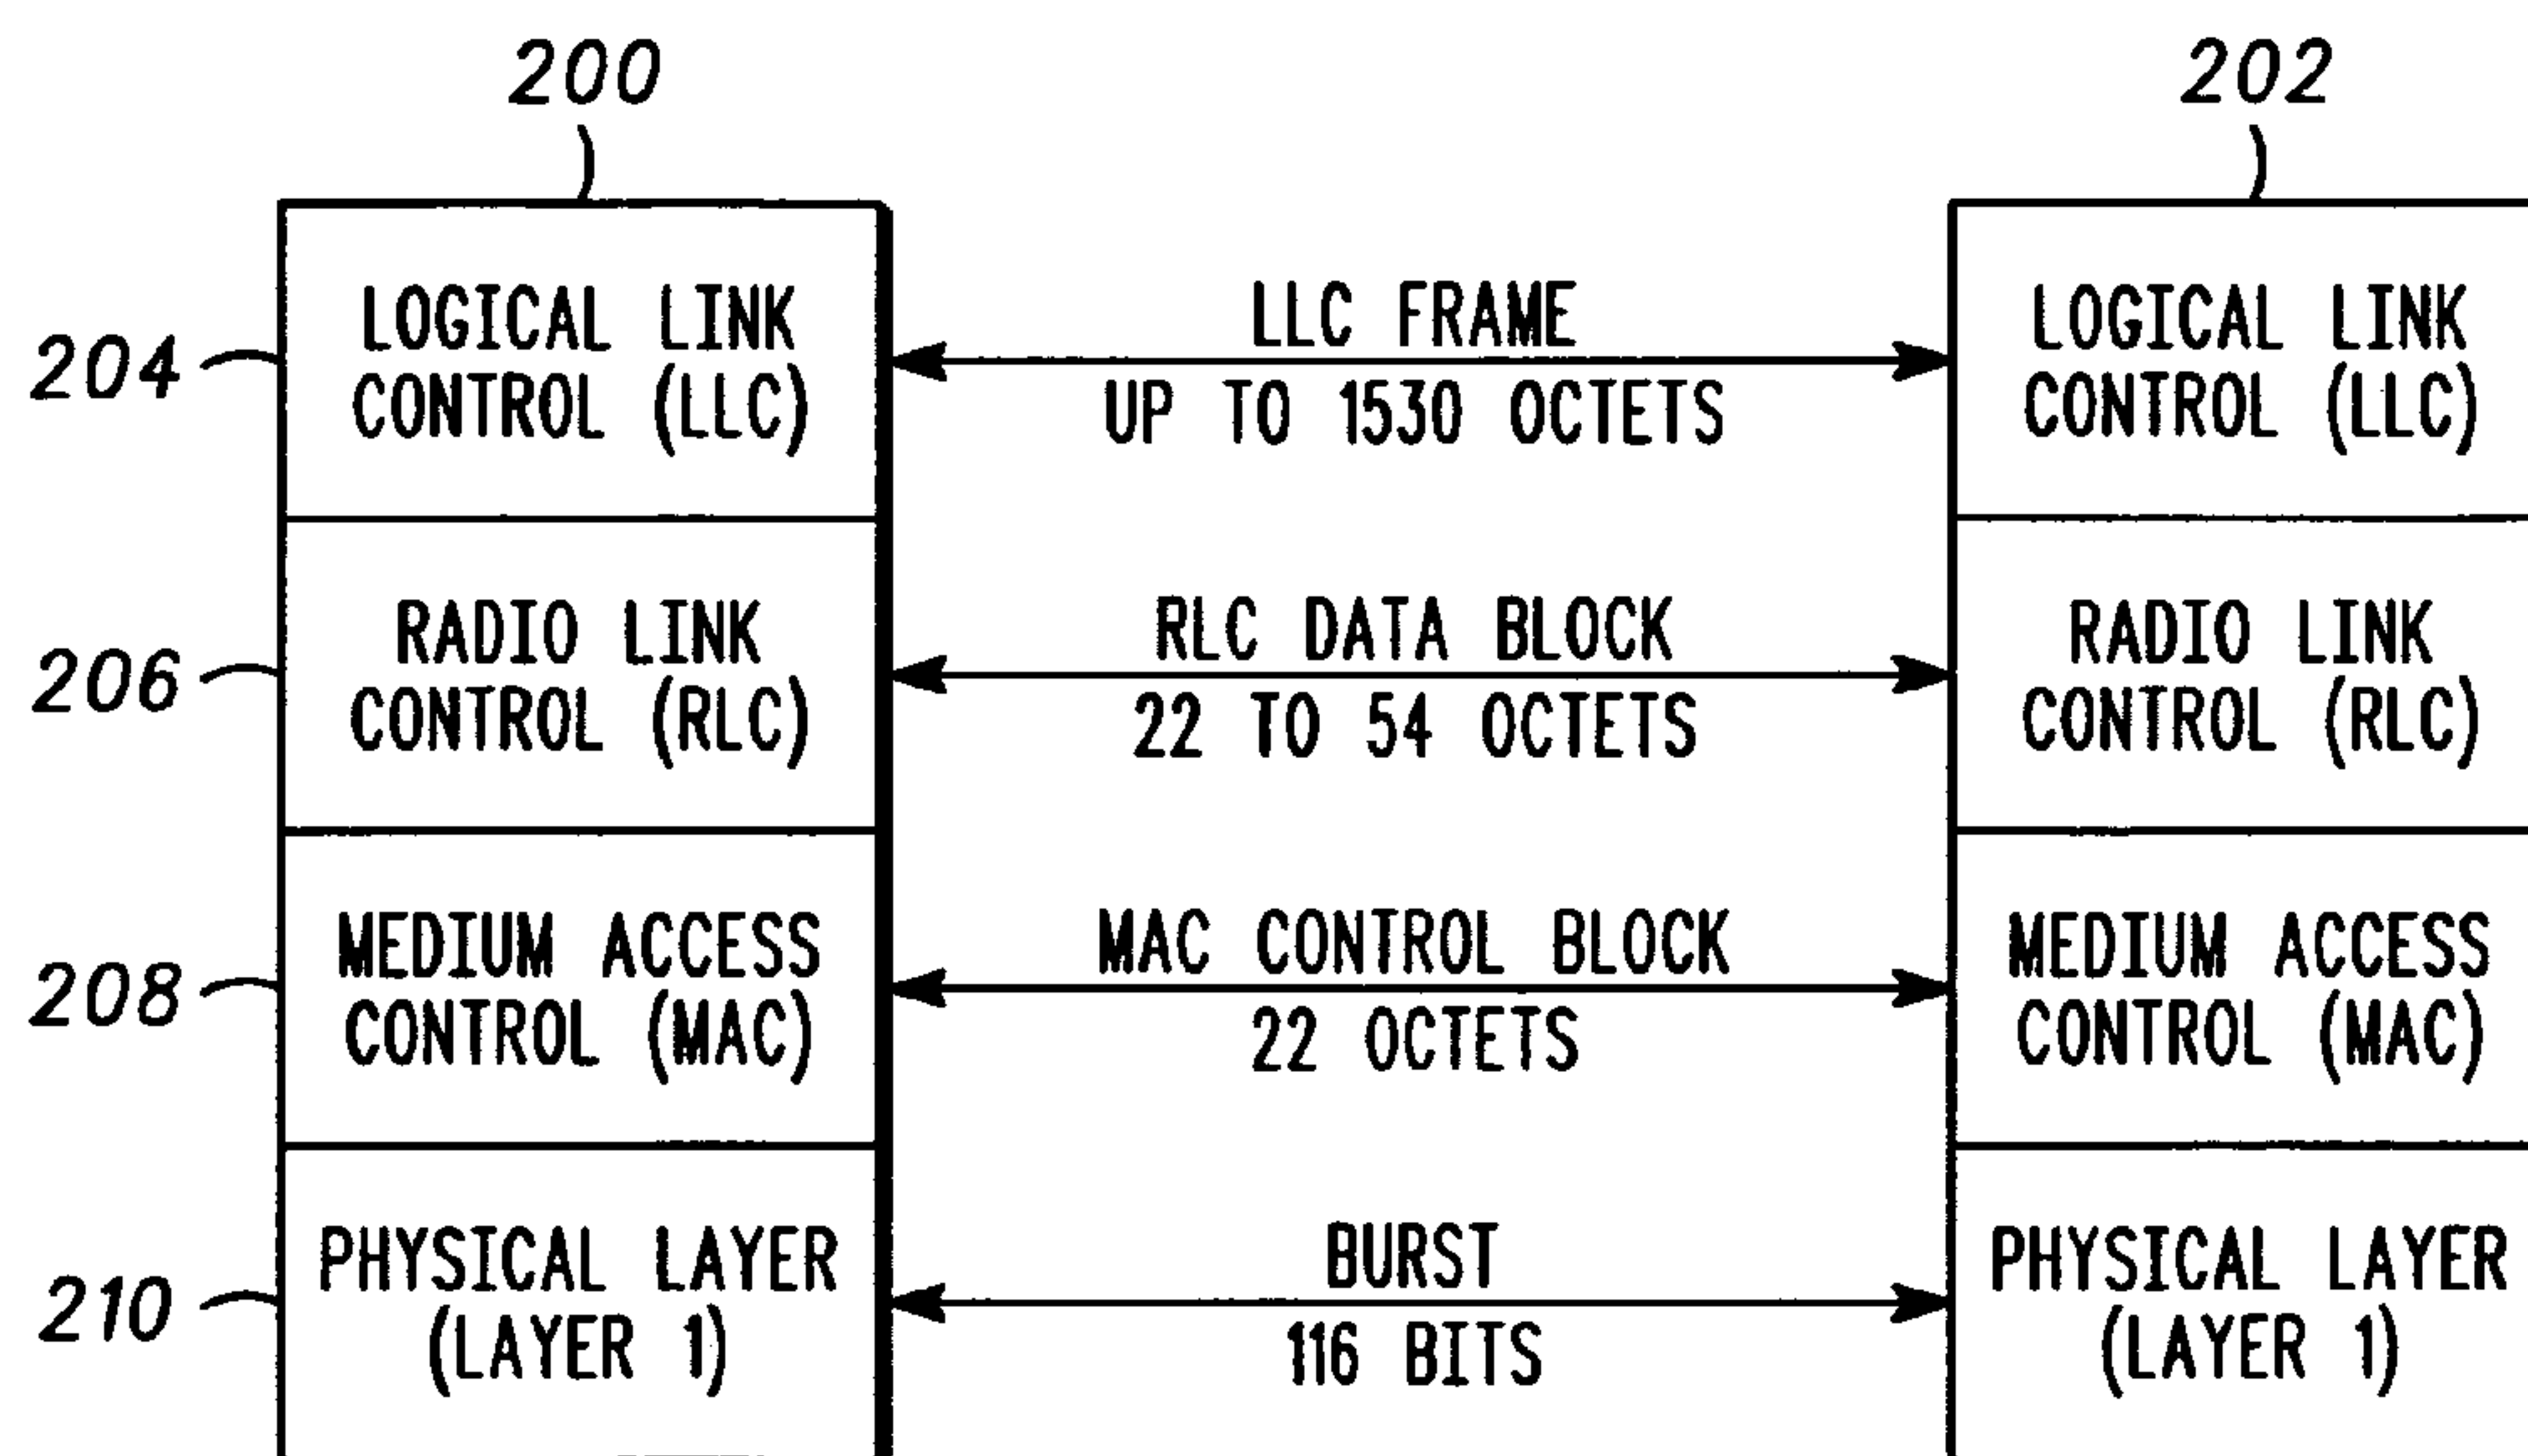 200
202
204
LOGICAL LINK
CONTROL (LLC)
LLC FRAME
UP TO 1530 OCTETS
LOGICAL LINK
CONTROL (LLC)
206
RADIO LINK
CONTROL (RLC)
RLC DATA BLOCK
22 TO 54 OCTETS
RADIO LINK
CONTROL (RLC)
208
MEDIUM ACCESS
CONTROL (MAC)
MAC CONTROL BLOCK
22 OCTETS
MEDIUM ACCESS
CONTROL (MAC)
210
PHYSICAL LAYER
(LAYER 1)
BURST
116 BITS
PHYSICAL LAYER
(LAYER 1)